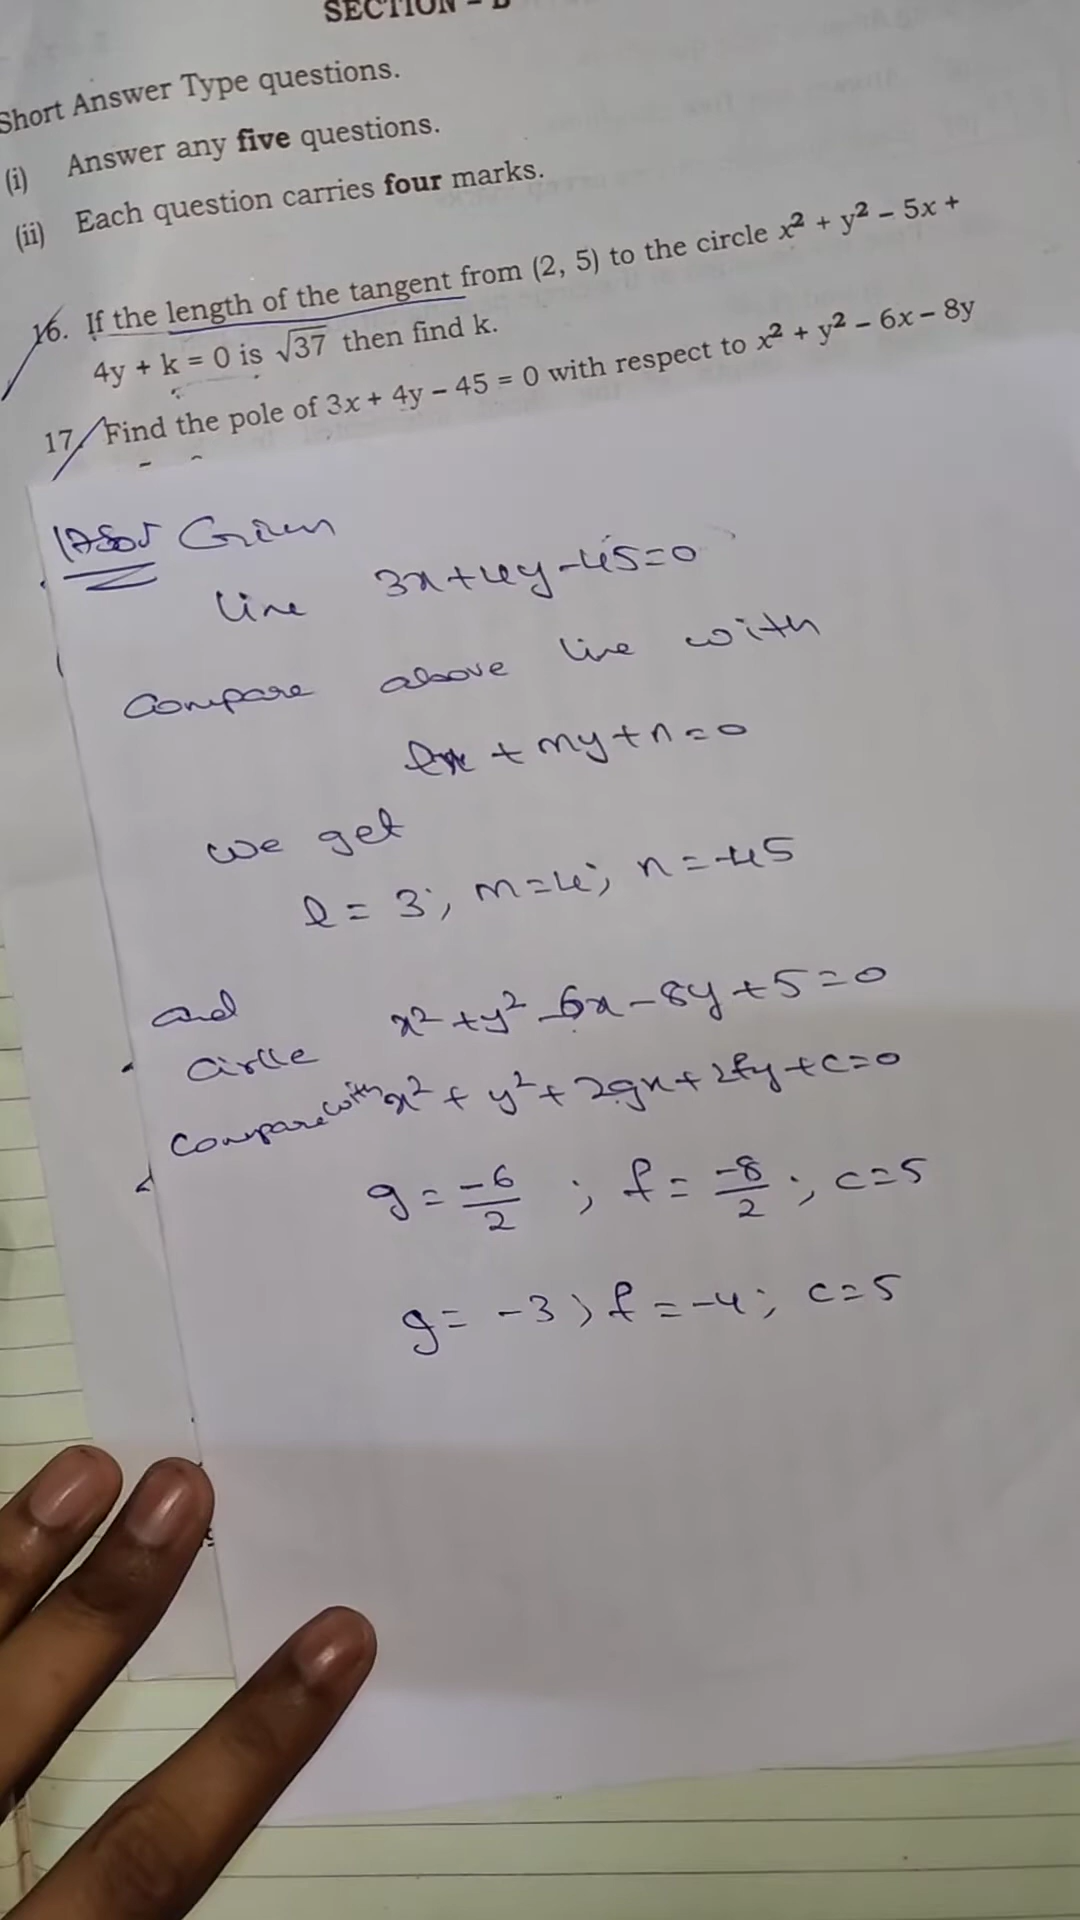 SECTION - B
Short Answer Type questions.
(i) Answer any five questions.
(ii) Each question carries four marks.
16. If the length of the tangent from (2, 5) to the circle x² + y² – 5x +
4y + k = 0 is √37 then find k.
17. Find the pole of 3x + 4y – 45 = 0 with respect to x² + y² – 6x – 8y
17 Sol Given
line 3x+4y-45=0
Compare above line with
lx + my + n = 0
we get
l = 3; m=4; n=-45
and
x²+y²-6x-8y+5=0
circle
Compare with x²+y²+2gx+2fy+c=0
g = -6/2 ; f = -8/2 ; c=5
g = -3; f = -4; c=5